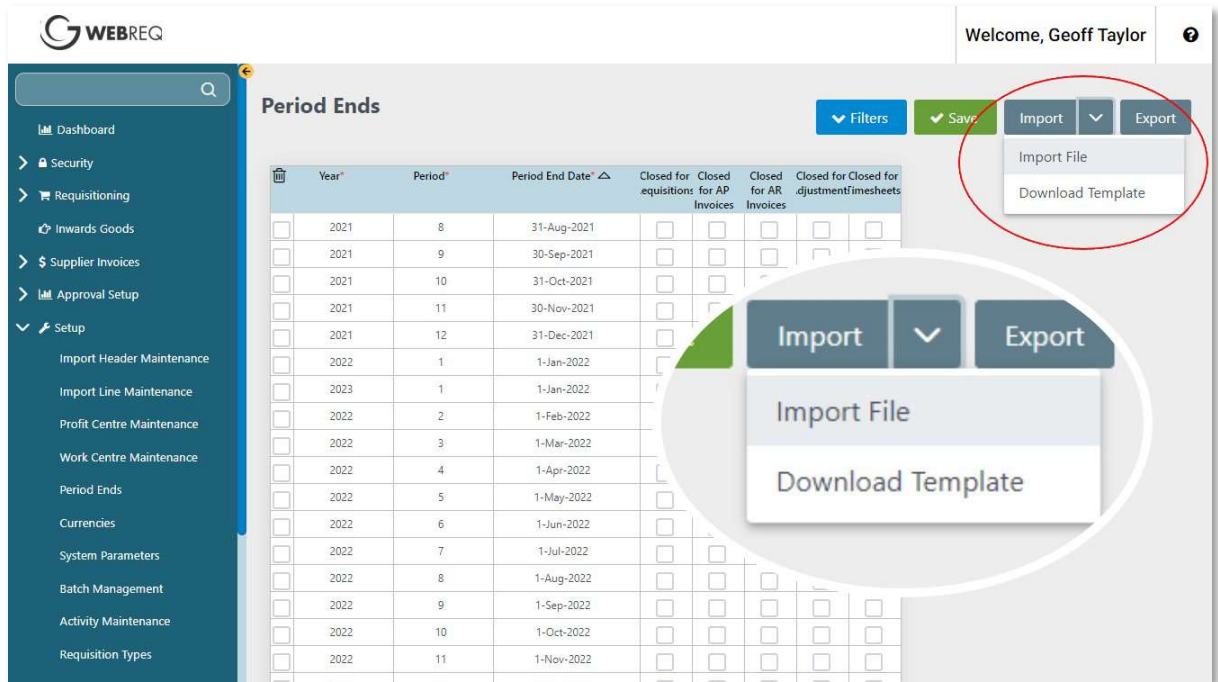 WEBREQ
Welcome, Geoff Taylor
Dashboard
Security
Requisitioning
Inwards Goods
$ Supplier Invoices
Approval Setup
Setup
Import Header Maintenance
Import Line Maintenance
Profit Centre Maintenance
Work Centre Maintenance
Period Ends
Currencies
System Parameters
Batch Management
Activity Maintenance
Requisition Types
Period Ends
Filters
Save
Import
Export
Import File
Download Template
Year* Period* Period End Date* Closed for Closed Closed Closed for Closed for
equisitions for AP for AR djustment Timesheets
Invoices Invoices
2021 8 31-Aug-2021
2021 9 30-Sep-2021
2021 10 31-Oct-2021
2021 11 30-Nov-2021
2021 12 31-Dec-2021
2022 1 1-Jan-2022
2023 1 1-Jan-2022
2022 2 1-Feb-2022
2022 3 1-Mar-2022
2022 4 1-Apr-2022
2022 5 1-May-2022
2022 6 1-Jun-2022
2022 7 1-Jul-2022
2022 8 1-Aug-2022
2022 9 1-Sep-2022
2022 10 1-Oct-2022
2022 11 1-Nov-2022
Import
Export
Import File
Download Template